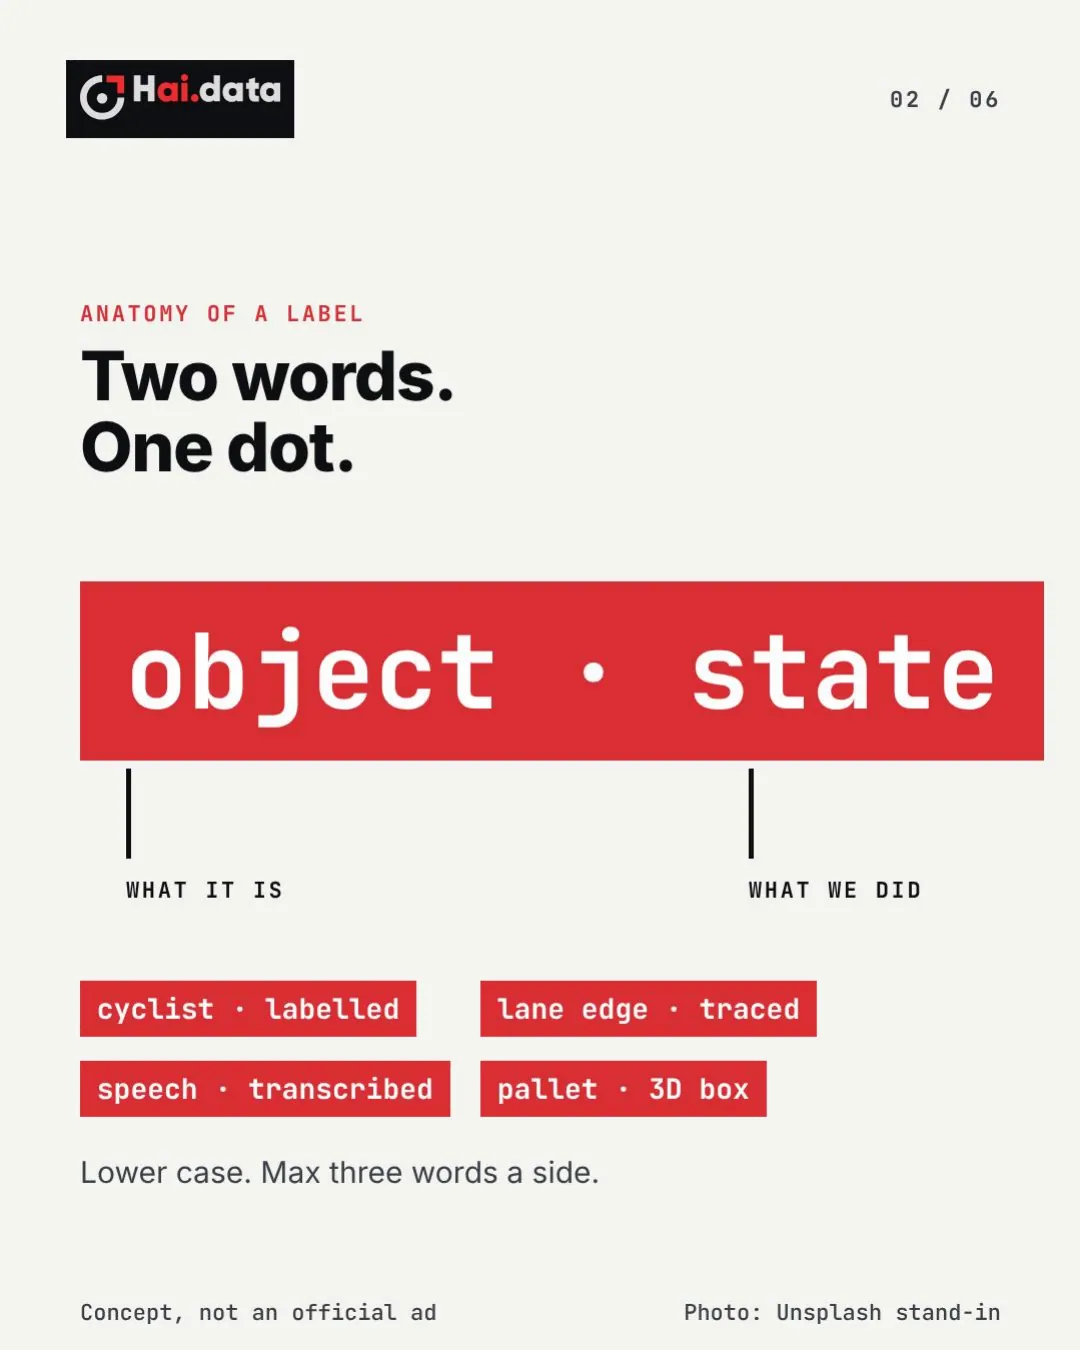 Hai.data
02 / 06
ANATOMY OF A LABEL
Two words.
One dot.
object · state
WHAT IT IS
WHAT WE DID
cyclist · labelled
lane edge · traced
speech · transcribed
pallet · 3D box
Lower case. Max three words a side.
Concept, not an official ad
Photo: Unsplash stand-in